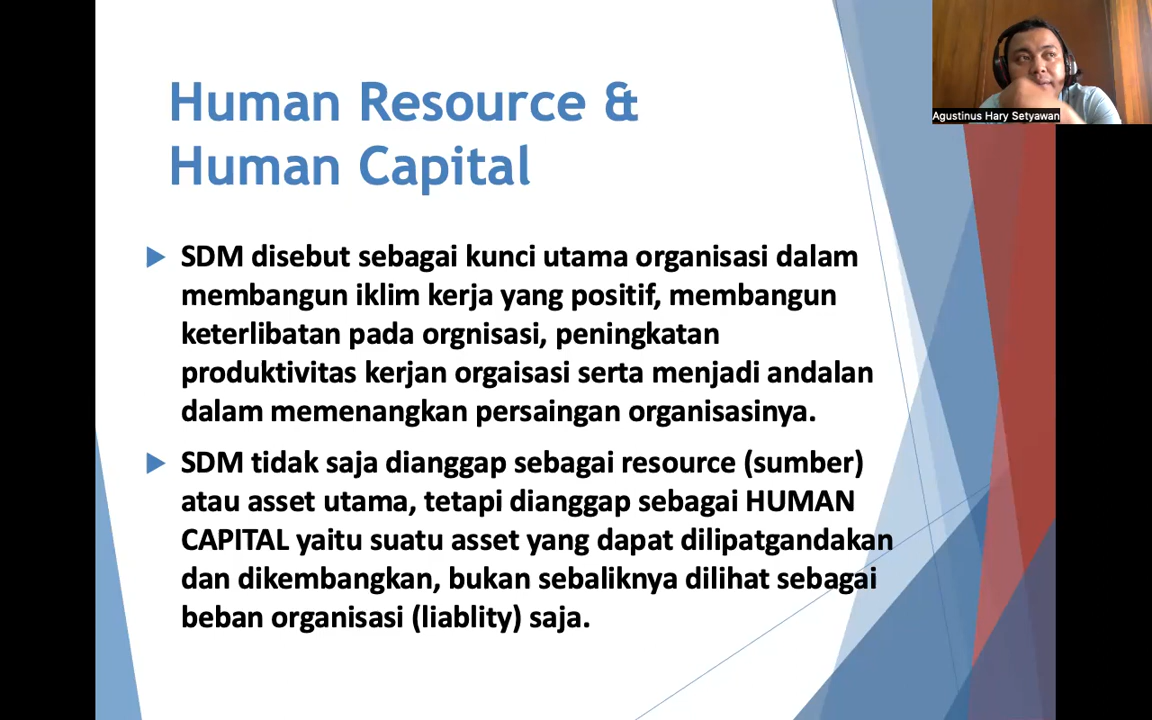 Human Resource &
Human Capital
Agustinus Hary Setyawan
SDM disebut sebagai kunci utama organisasi dalam
membangun iklim kerja yang positif, membangun
keterlibatan pada orgnisasi, peningkatan
produktivitas kerjan orgaisasi serta menjadi andalan
dalam memenangkan persaingan organisasinya.
SDM tidak saja dianggap sebagai resource (sumber)
atau asset utama, tetapi dianggap sebagai HUMAN
CAPITAL yaitu suatu asset yang dapat dilipatgandakan
dan dikembangkan, bukan sebaliknya dilihat sebagai
beban organisasi (liablity) saja.